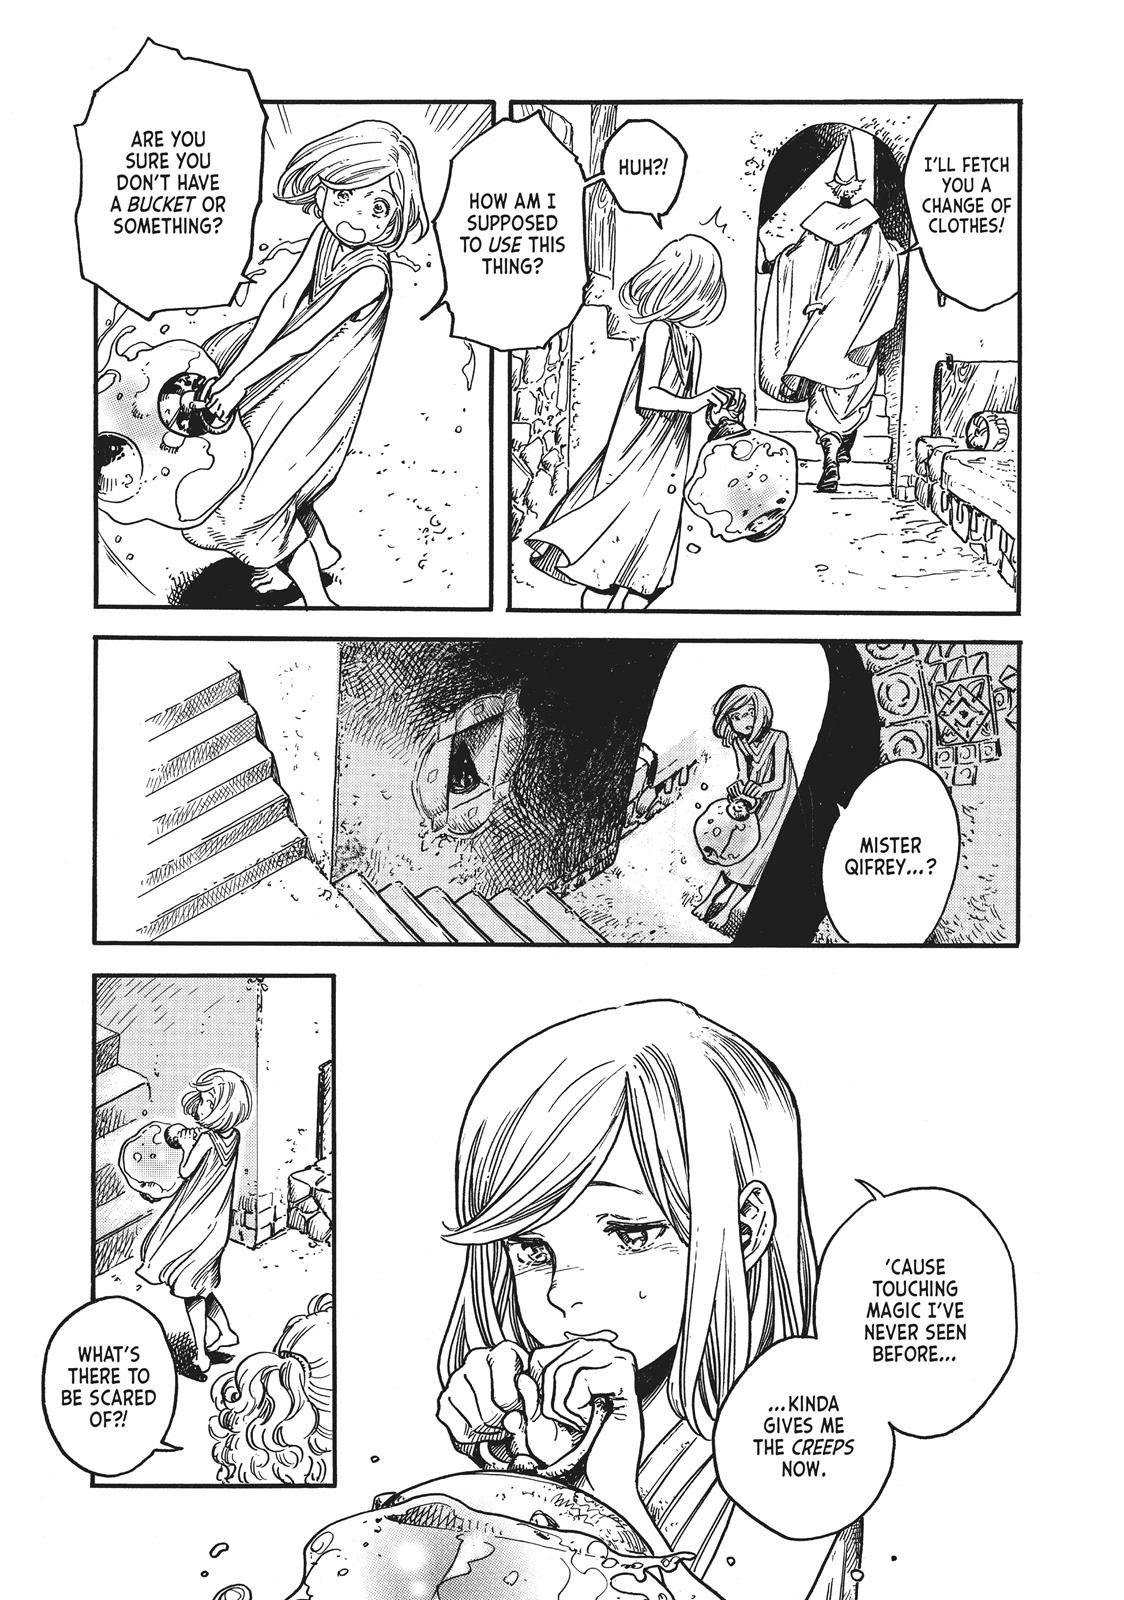 I'LL FETCH
YOU A
CHANGE OF
CLOTHES!
HUH?!
HOW AM I
SUPPOSED
TO USE THIS
THING?
ARE YOU
SURE YOU
DON'T HAVE
A BUCKET OR
SOMETHING?
MISTER
QIFREY...?
'CAUSE
TOUCHING
MAGIC I'VE
NEVER SEEN
BEFORE...
...KINDA
GIVES ME
THE CREEPS
NOW.
WHAT'S
THERE TO
BE SCARED
OF?!